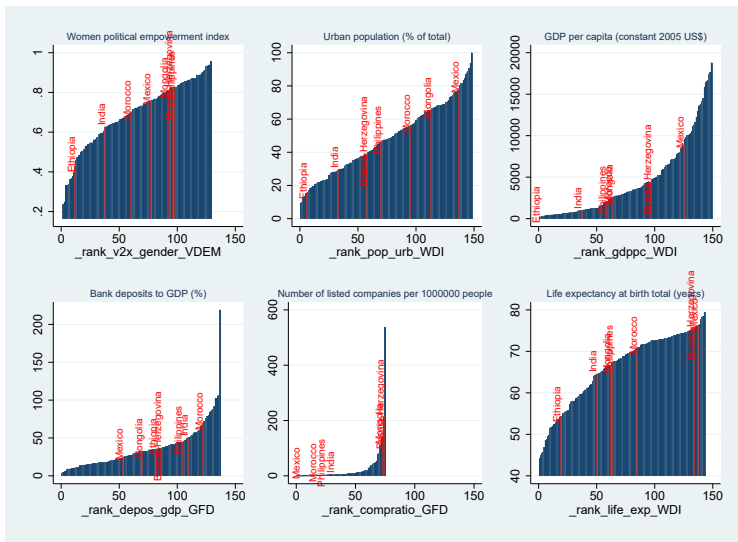 Women political empowerment index
1
.8
.6
.4
.2
Ethiopia
India
Morocco
Mexico
Mongolia
Philippines
0
50
100
150
_rank_v2x_gender_VDEM
Urban population (% of total)
100
80
60
40
20
0
Ethiopia
India
Bosnia Herzegovina
Philippines
Morocco
Mongolia
Mexico
0
50
100
150
_rank_pop_urb_WDI
GDP per capita (constant 2005 US$)
20000
15000
10000
5000
0
Ethiopia
India
Philippines
Mongolia
Bosnia Herzegovina
Mexico
0
50
100
150
_rank_gdppc_WDI
Bank deposits to GDP (%)
200
150
100
50
0
Mexico
Mongolia
Ethiopia
Bosnia Herzegovina
Philippines
India
Morocco
0
50
100
150
_rank_depos_gdp_GFD
Number of listed companies per 1000000 people
600
400
200
0
Mexico
Morocco
Philippines
India
Mongolia
Herzegovina
0
50
100
150
_rank_compratio_GFD
Life expectancy at birth total (years)
80
70
60
50
40
Ethiopia
India
Mongolia
Philippines
Morocco
Herzegovina
Mexico
0
50
100
150
_rank_life_exp_WDI